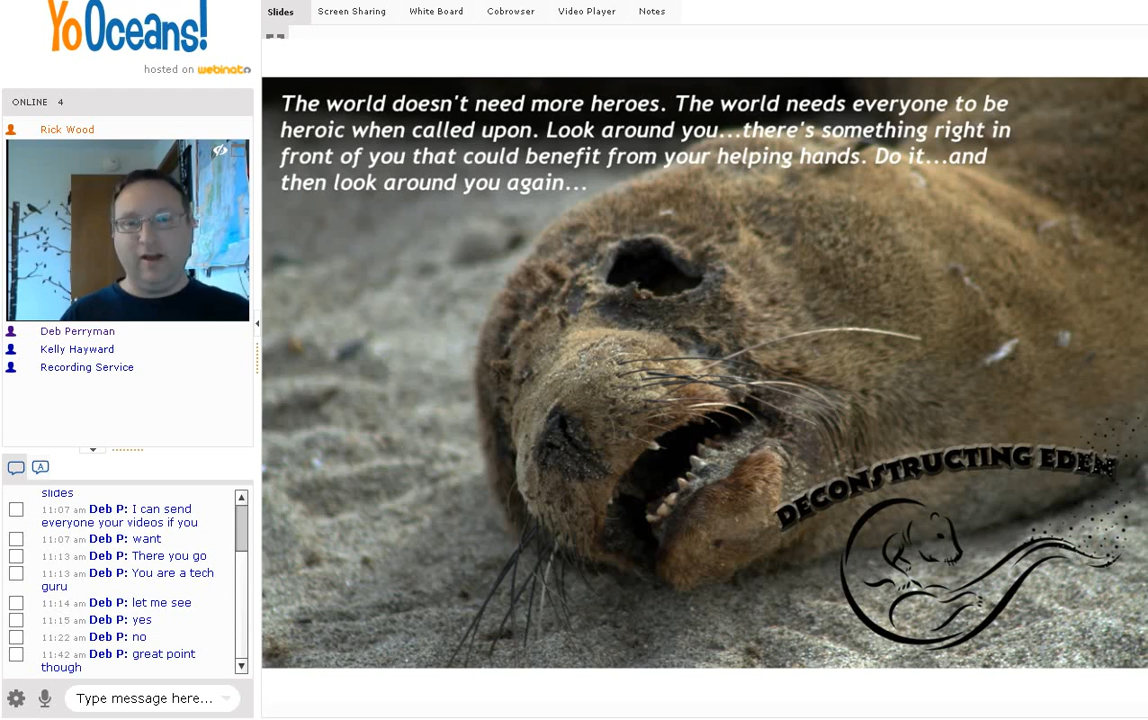 YoOceans!
hosted on webinato
ONLINE 4
Rick Wood
Deb Perryman
Kelly Hayward
Recording Service
A
slides
11:07 am Deb P: I can send
everyone your videos if you
11:07 am Deb P: want
11:13 am Deb P: There you go
11:13 am Deb P: You are a tech
guru
11:14 am Deb P: let me see
11:15 am Deb P: yes
11:22 am Deb P: no
11:42 am Deb P: great point
though
Type message here...
Slides
Screen Sharing
White Board
Cobrowser
Video Player
Notes
The world doesn't need more heroes. The world needs everyone to be
heroic when called upon. Look around you...there's something right in
front of you that could benefit from your helping hands. Do it...and
then look around you again...
DECONSTRUCTING EDEN